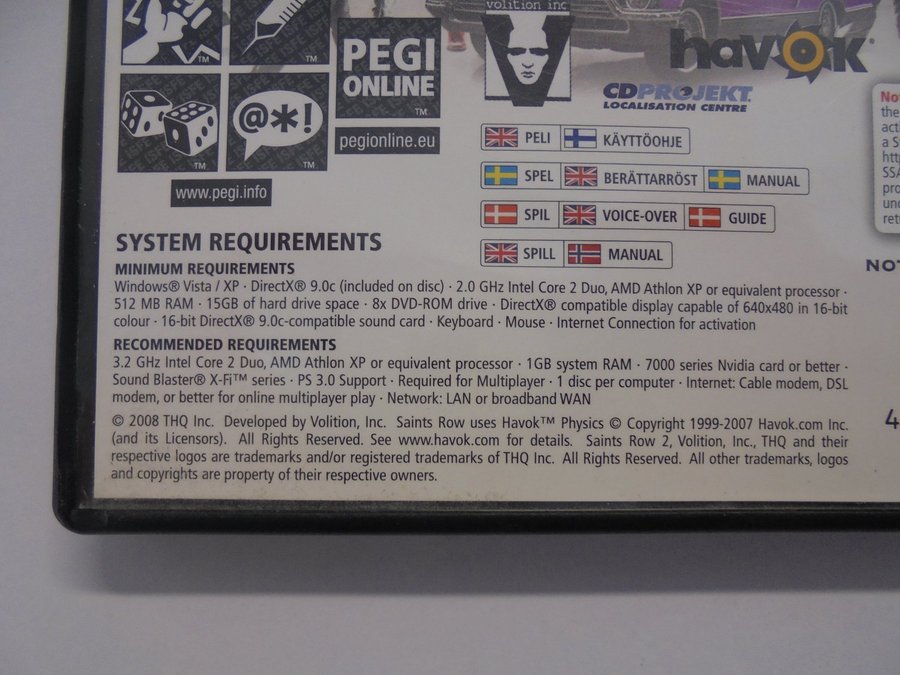 volition inc
havok
PEGI
ONLINE
TM
CDPROJEKT
LOCALISATION CENTRE
@*!
TM
TM
TM
TM
pegionline.eu
www.pegi.info
PELI KÄYTTÖOHJE
SPEL BERÄTTARRÖST MANUAL
SPIL VOICE-OVER GUIDE
SPILL MANUAL
SYSTEM REQUIREMENTS
MINIMUM REQUIREMENTS
Windows® Vista / XP · DirectX® 9.0c (included on disc) · 2.0 GHz Intel Core 2 Duo, AMD Athlon XP or equivalent processor ·
512 MB RAM · 15GB of hard drive space · 8x DVD-ROM drive · DirectX® compatible display capable of 640x480 in 16-bit
colour · 16-bit DirectX® 9.0c-compatible sound card · Keyboard · Mouse · Internet Connection for activation
RECOMMENDED REQUIREMENTS
3.2 GHz Intel Core 2 Duo, AMD Athlon XP or equivalent processor · 1GB system RAM · 7000 series Nvidia card or better ·
Sound Blaster® X-Fi™ series · PS 3.0 Support · Required for Multiplayer · 1 disc per computer · Internet: Cable modem, DSL
modem, or better for online multiplayer play · Network: LAN or broadband WAN
© 2008 THQ Inc. Developed by Volition, Inc. Saints Row uses Havok™ Physics © Copyright 1999-2007 Havok.com Inc.
(and its Licensors). All Rights Reserved. See www.havok.com for details. Saints Row 2, Volition, Inc., THQ and their
respective logos are trademarks and/or registered trademarks of THQ Inc. All Rights Reserved. All other trademarks, logos
and copyrights are property of their respective owners.
the
a S